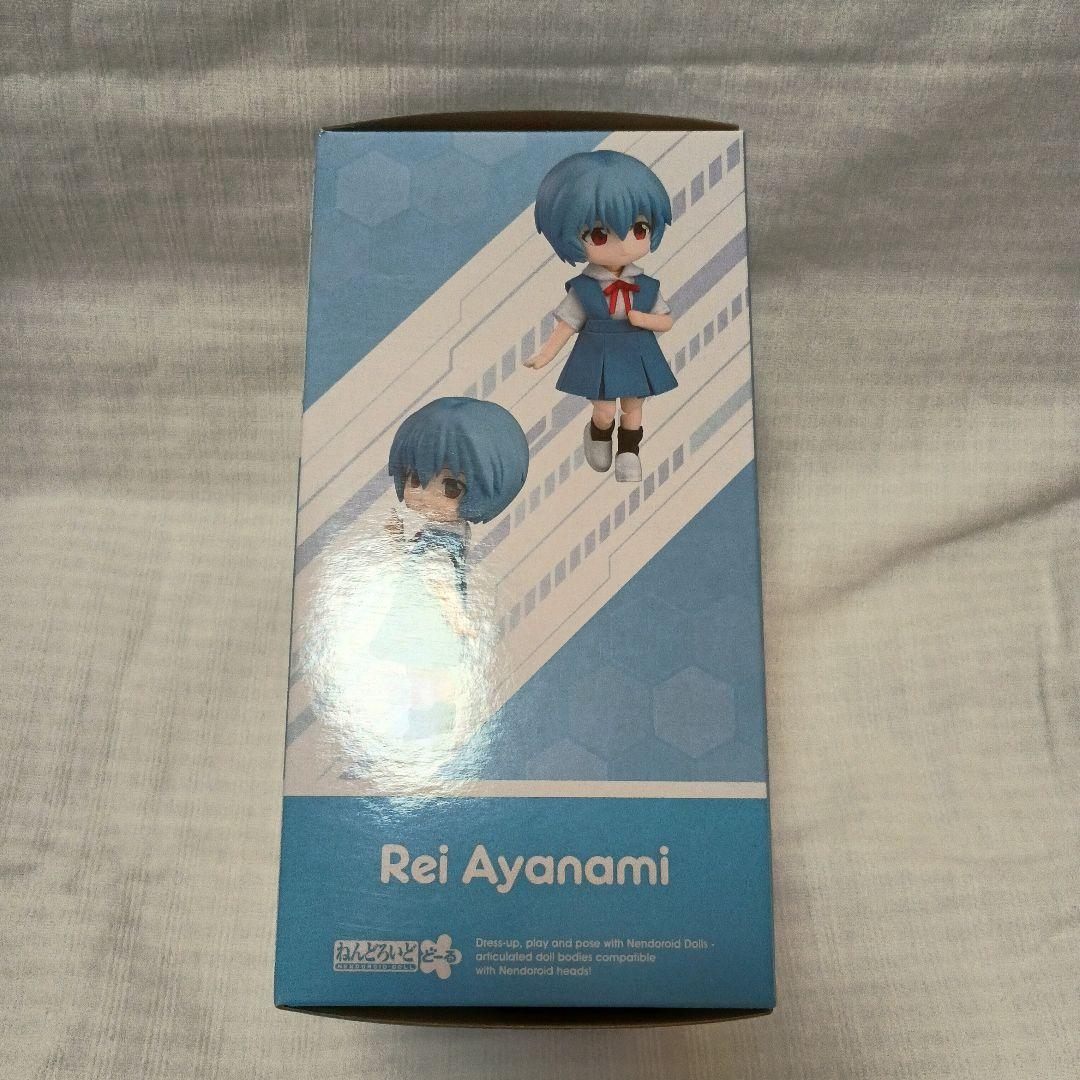 Rei Ayanami
ねんどろいど どーる
NENDOROID-DOLL
Dress-up, play and pose with Nendoroid Dolls -
articulated doll bodies compatible
with Nendoroid heads!